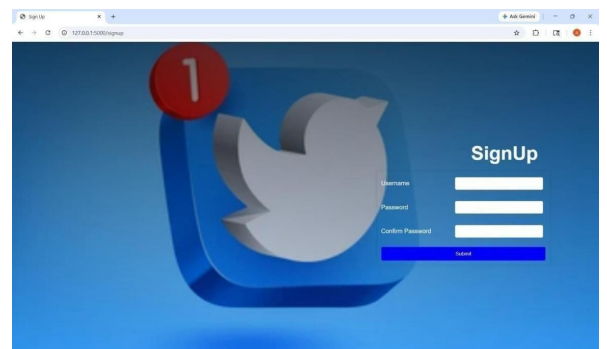 Sign Up
Ask Gemini
127.0.0.1:5000/signup
1
SignUp
Username
Password
Confirm Password
Submit